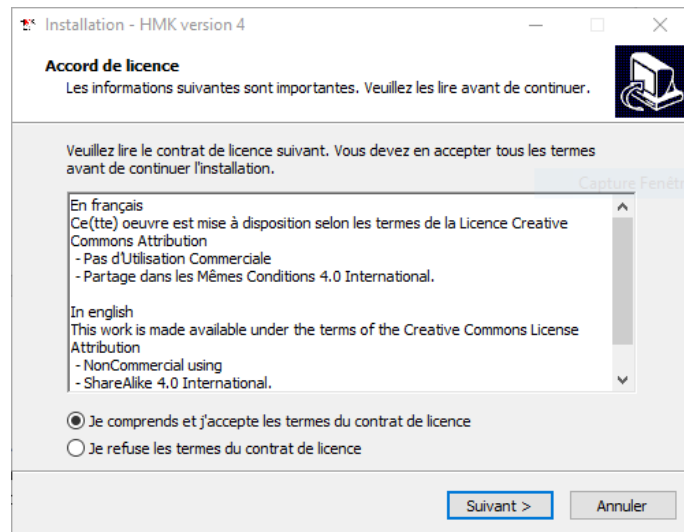 Installation - HMK version 4
Accord de licence
Les informations suivantes sont importantes. Veuillez les lire avant de continuer.
Veuillez lire le contrat de licence suivant. Vous devez en accepter tous les termes
avant de continuer l'installation.
Capture Fenêt
En français
Ce(tte) oeuvre est mise à disposition selon les termes de la Licence Creative
Commons Attribution
- Pas d'Utilisation Commerciale
- Partage dans les Mêmes Conditions 4.0 International.
In english
This work is made available under the terms of the Creative Commons License
Attribution
- NonCommercial using
- ShareAlike 4.0 International.
Je comprends et j'accepte les termes du contrat de licence
Je refuse les termes du contrat de licence
Suivant >
Annuler